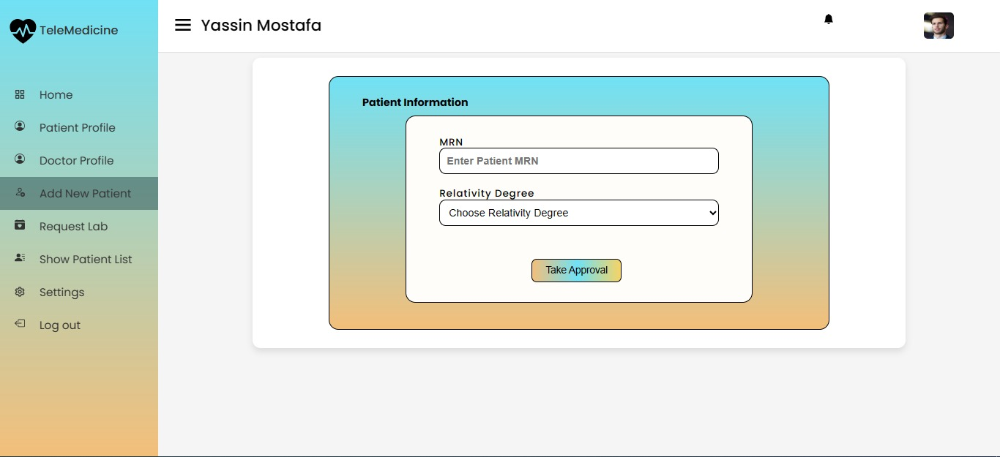 TeleMedicine
Yassin Mostafa
Home
Patient Profile
Doctor Profile
Add New Patient
Request Lab
Show Patient List
Settings
Log out
Patient Information
MRN
Enter Patient MRN
Relativity Degree
Choose Relativity Degree
Take Approval